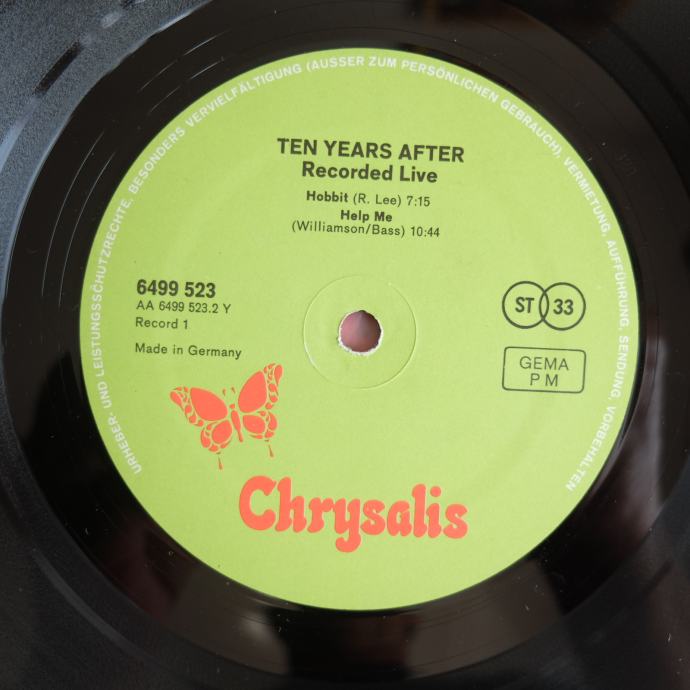 URHEBER- UND LEISTUNGSSCHUTZRECHTE, BESONDERS VERVIELFÄLTIGUNG (AUSSER ZUM PERSÖNLICHEN GEBRAUCH), VERMIETUNG, AUFFÜHRUNG, SENDUNG, VORBEHALTEN
TEN YEARS AFTER
Recorded Live
Hobbit (R. Lee) 7:15
Help Me
(Williamson/Bass) 10:44
6499 523
AA 6499 523.2 Y
Record 1
Made in Germany
ST 33
GEMA
P M
Chrysalis